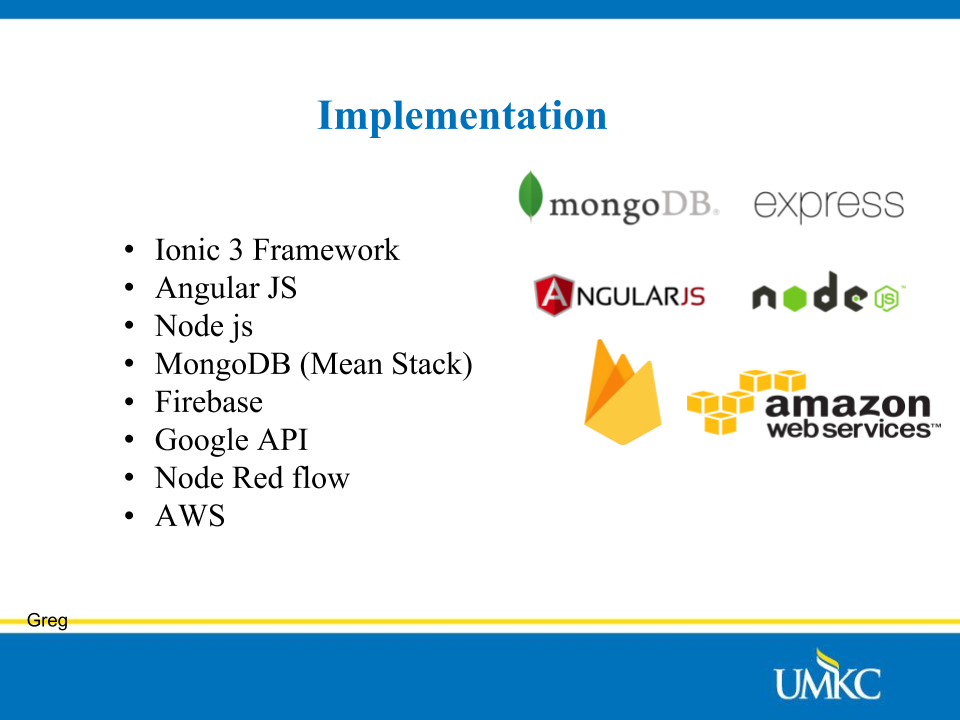 Implementation
mongoDB®
express
• Ionic 3 Framework
• Angular JS
• Node js
• MongoDB (Mean Stack)
• Firebase
• Google API
• Node Red flow
• AWS
ANGULARJS
node JS™
amazon
web services™
Greg
UMKC